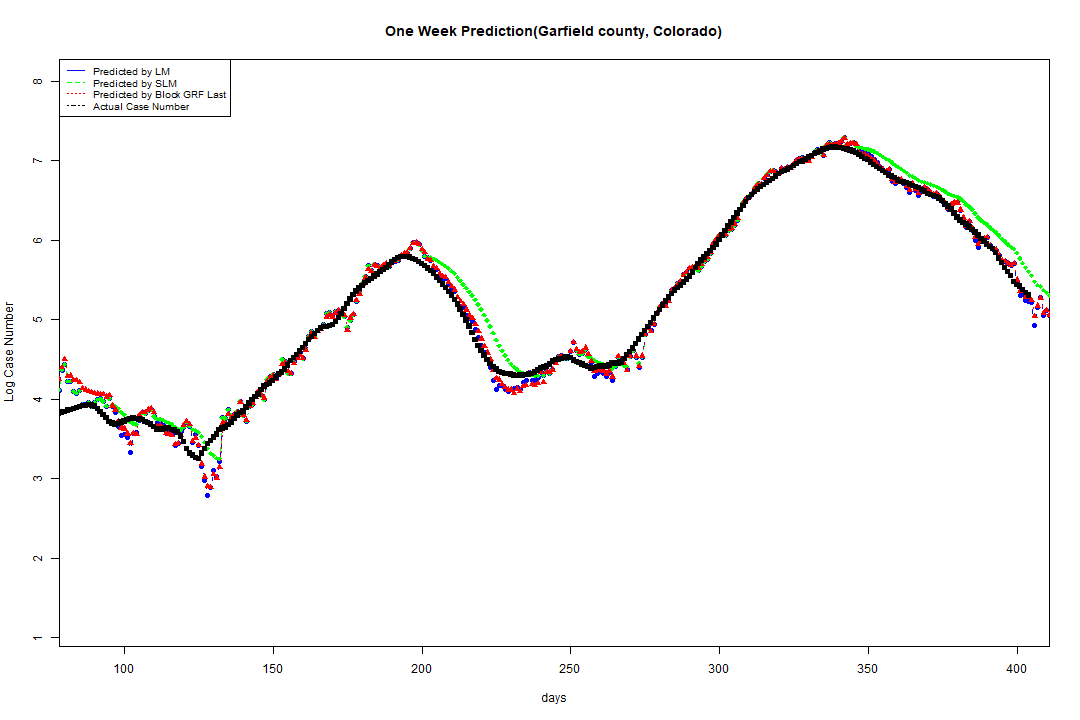 One Week Prediction(Garfield county, Colorado)
Predicted by LM
Predicted by SLM
Predicted by Block GRF Last
Actual Case Number
8
7
6
5
4
3
2
1
Log Case Number
100 150 200 250 300 350 400
days